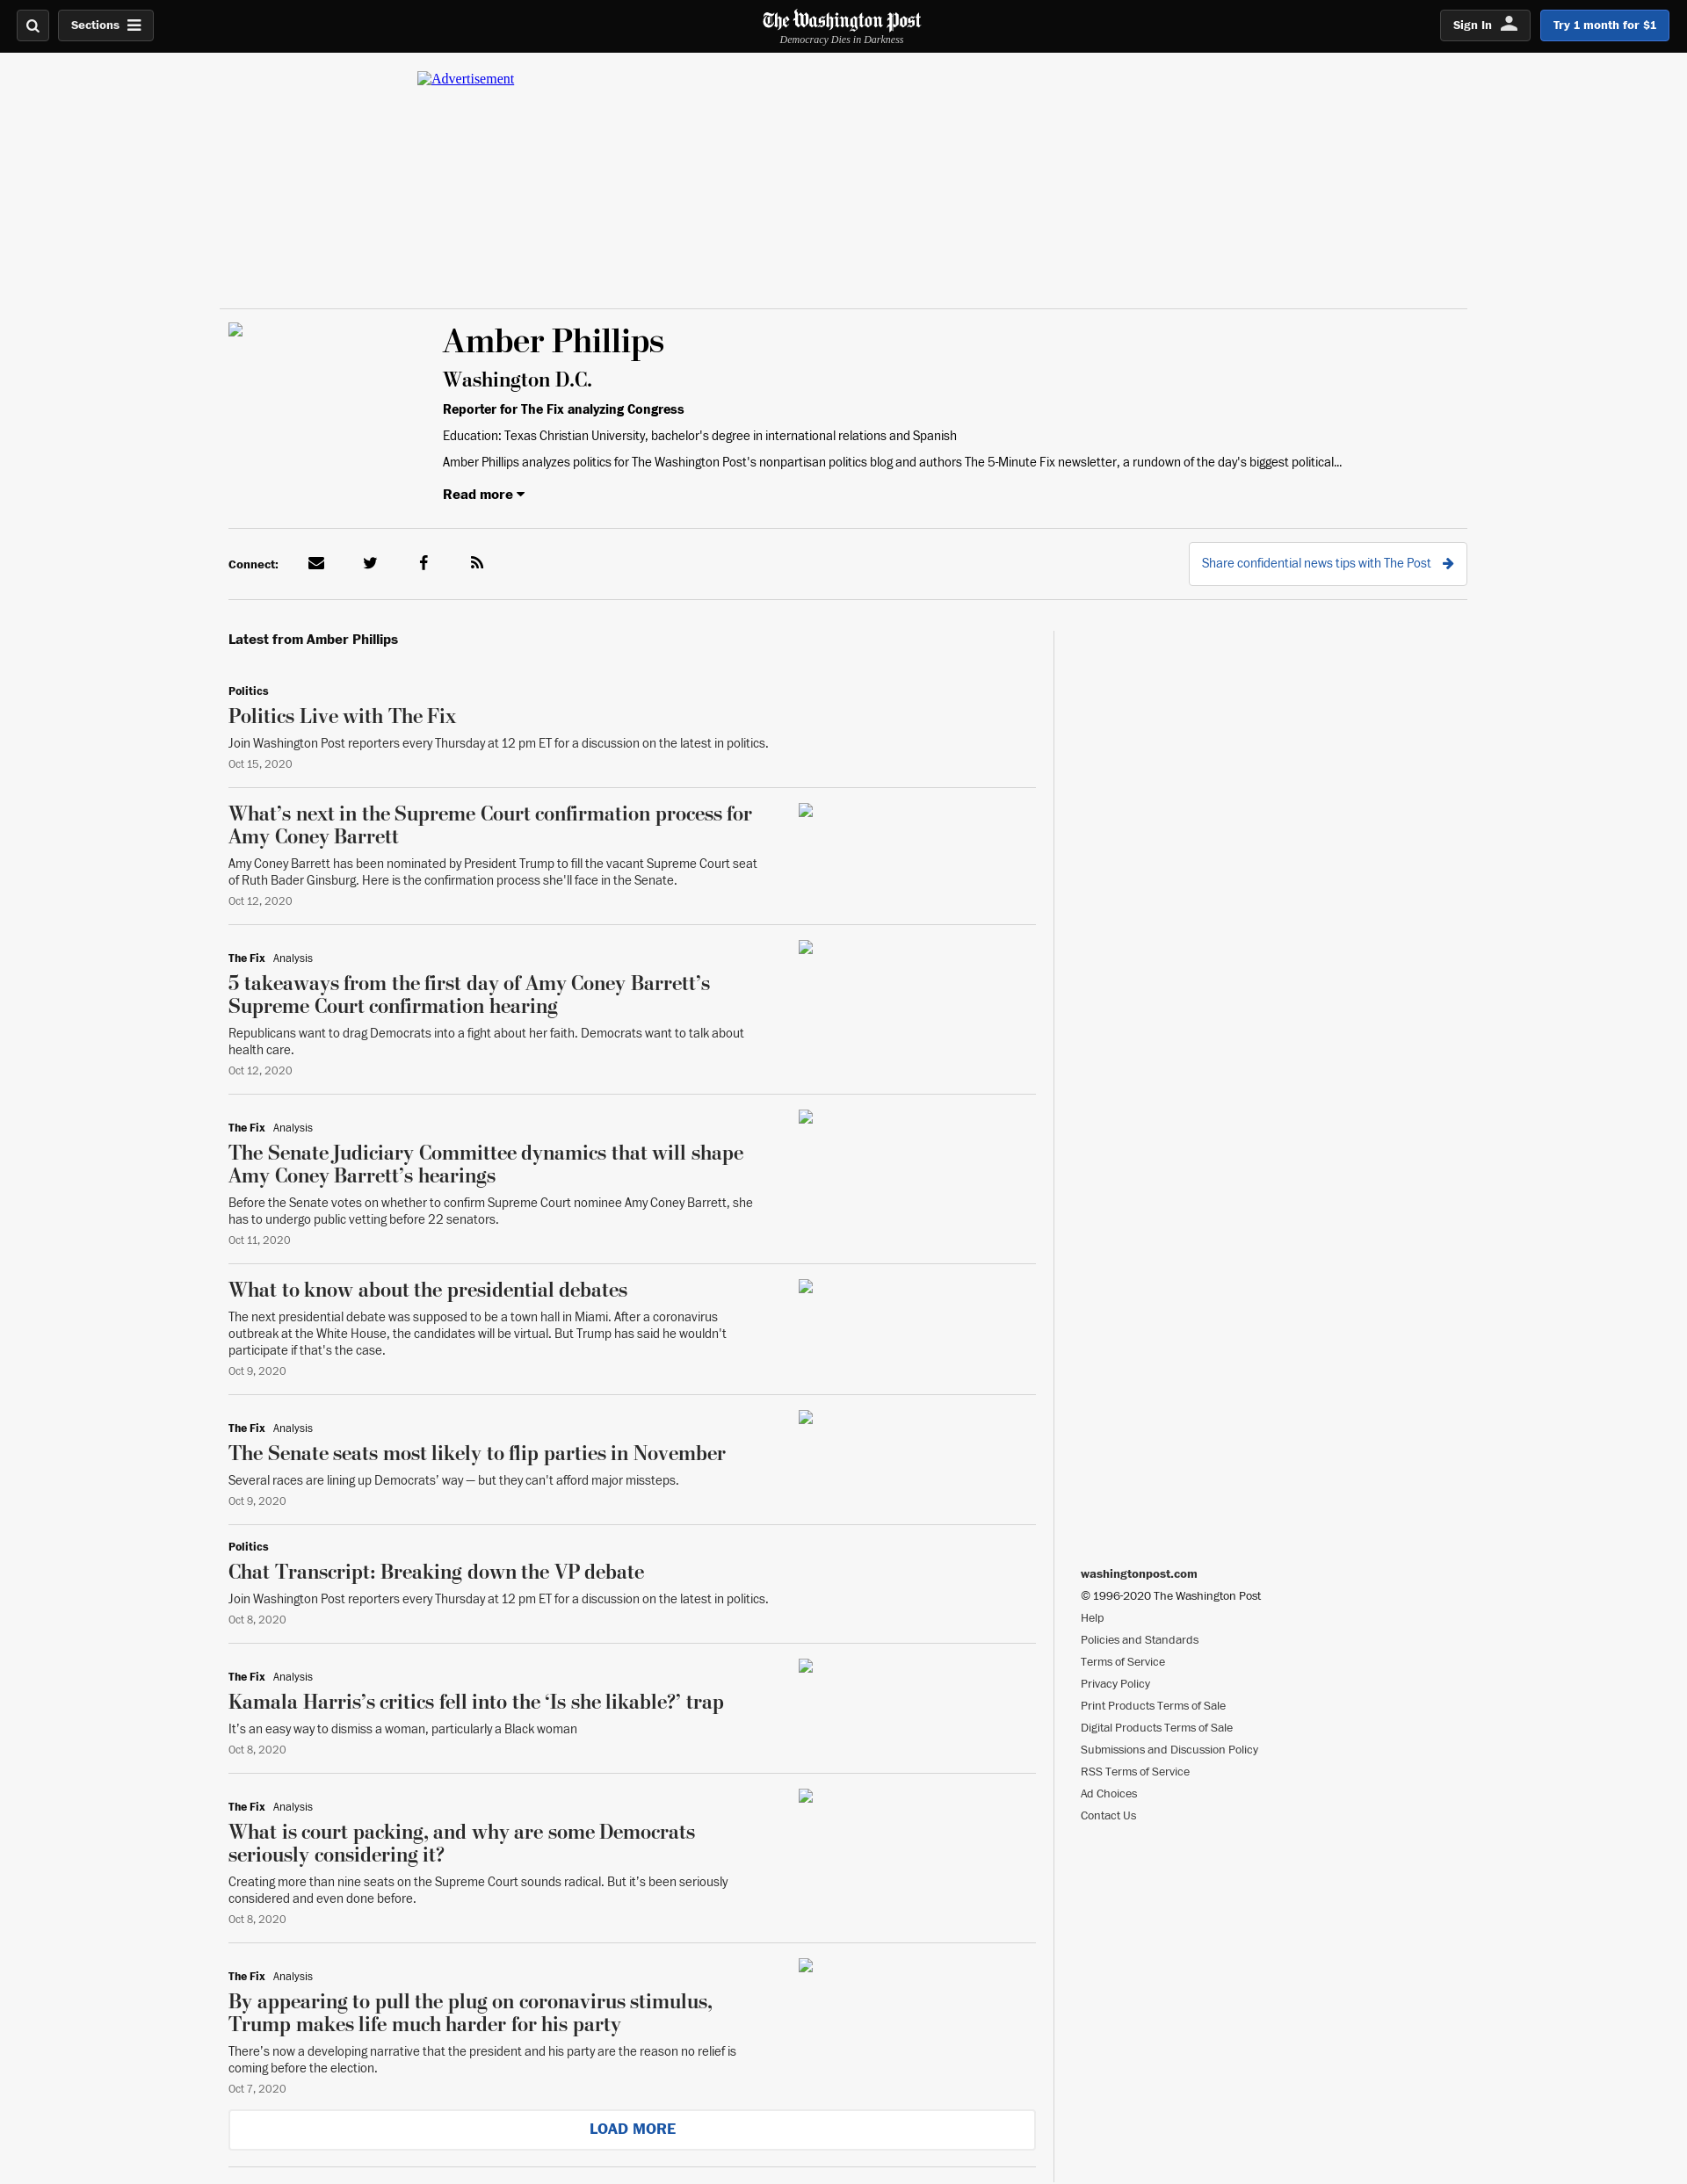 Sections
The Washington Post
Democracy Dies in Darkness
Sign In
Try 1 month for $1
Advertisement
Amber Phillips
Washington D.C.
Reporter for The Fix analyzing Congress
Education: Texas Christian University, bachelor's degree in international relations and Spanish
Amber Phillips analyzes politics for The Washington Post's nonpartisan politics blog and authors The 5-Minute Fix newsletter, a rundown of the day's biggest political...
Read more
Connect:
Share confidential news tips with The Post
Latest from Amber Phillips
Politics
Politics Live with The Fix
Join Washington Post reporters every Thursday at 12 pm ET for a discussion on the latest in politics.
Oct 15, 2020
What’s next in the Supreme Court confirmation process for
Amy Coney Barrett
Amy Coney Barrett has been nominated by President Trump to fill the vacant Supreme Court seat
of Ruth Bader Ginsburg. Here is the confirmation process she'll face in the Senate.
Oct 12, 2020
The Fix Analysis
5 takeaways from the first day of Amy Coney Barrett’s
Supreme Court confirmation hearing
Republicans want to drag Democrats into a fight about her faith. Democrats want to talk about
health care.
Oct 12, 2020
The Fix Analysis
The Senate Judiciary Committee dynamics that will shape
Amy Coney Barrett’s hearings
Before the Senate votes on whether to confirm Supreme Court nominee Amy Coney Barrett, she
has to undergo public vetting before 22 senators.
Oct 11, 2020
What to know about the presidential debates
The next presidential debate was supposed to be a town hall in Miami. After a coronavirus
outbreak at the White House, the candidates will be virtual. But Trump has said he wouldn't
participate if that's the case.
Oct 9, 2020
The Fix Analysis
The Senate seats most likely to flip parties in November
Several races are lining up Democrats’ way — but they can't afford major missteps.
Oct 9, 2020
Politics
Chat Transcript: Breaking down the VP debate
Join Washington Post reporters every Thursday at 12 pm ET for a discussion on the latest in politics.
Oct 8, 2020
The Fix Analysis
Kamala Harris’s critics fell into the ‘Is she likable?’ trap
It’s an easy way to dismiss a woman, particularly a Black woman
Oct 8, 2020
The Fix Analysis
What is court packing, and why are some Democrats
seriously considering it?
Creating more than nine seats on the Supreme Court sounds radical. But it’s been seriously
considered and even done before.
Oct 8, 2020
The Fix Analysis
By appearing to pull the plug on coronavirus stimulus,
Trump makes life much harder for his party
There’s now a developing narrative that the president and his party are the reason no relief is
coming before the election.
Oct 7, 2020
LOAD MORE
washingtonpost.com
© 1996-2020 The Washington Post
Help
Policies and Standards
Terms of Service
Privacy Policy
Print Products Terms of Sale
Digital Products Terms of Sale
Submissions and Discussion Policy
RSS Terms of Service
Ad Choices
Contact Us